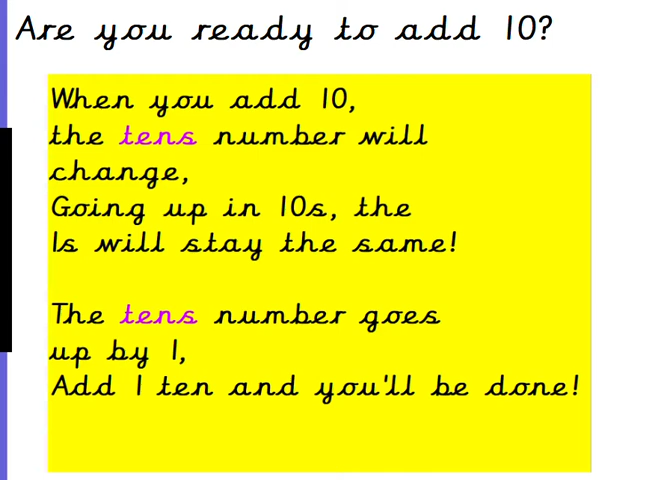 Are you ready to add 10?
When you add 10,
the tens number will
change,
Going up in 10s, the
1s will stay the same!
The tens number goes
up by 1,
Add 1 ten and you'll be done!